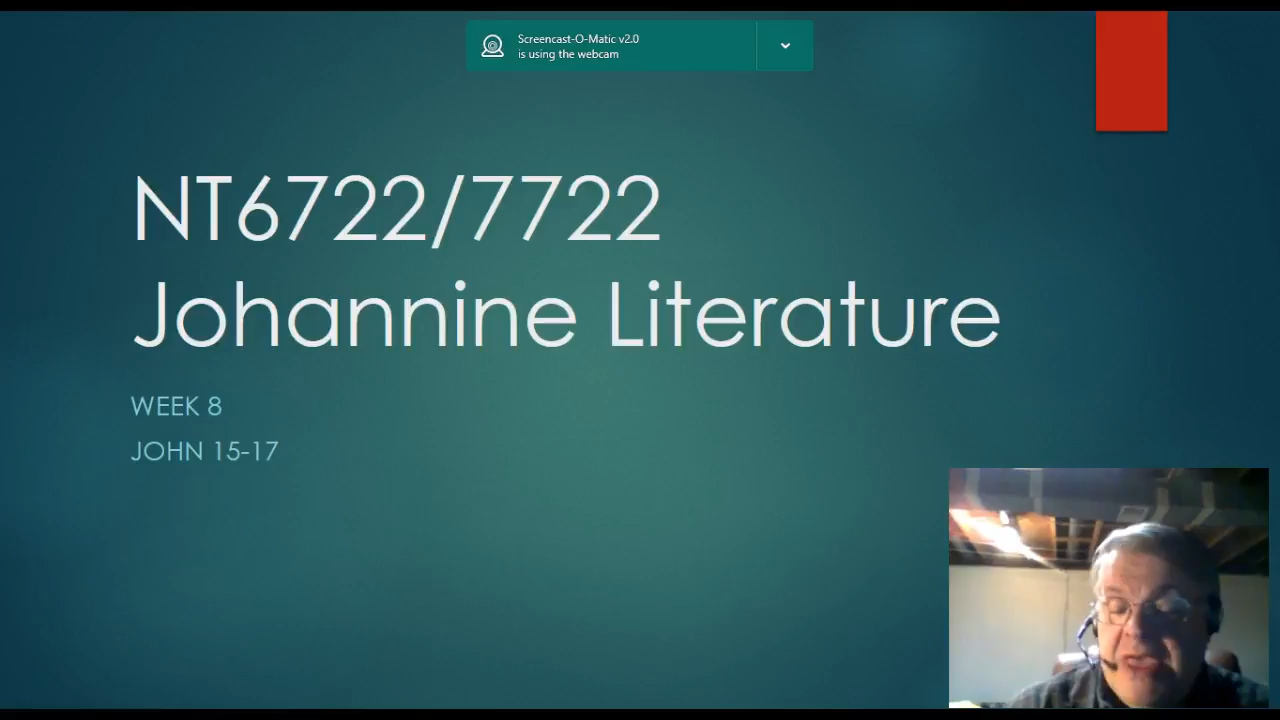 Screencast-O-Matic v2.0
is using the webcam
NT6722/7722
Johannine Literature
WEEK 8
JOHN 15-17